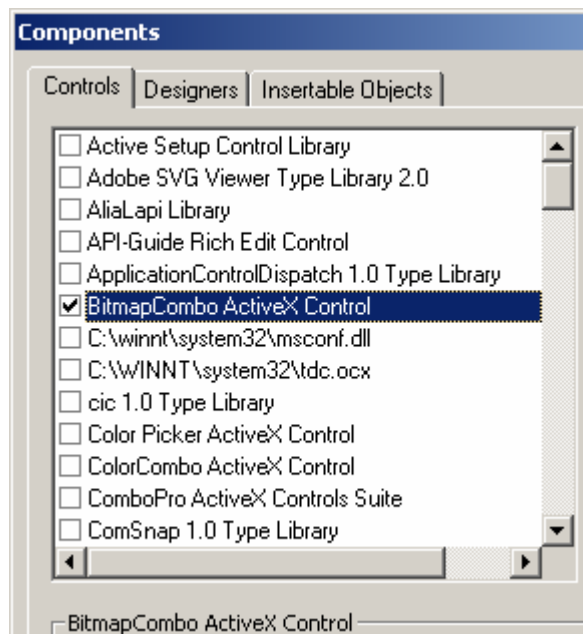 Components
Controls Designers Insertable Objects
Active Setup Control Library
Adobe SVG Viewer Type Library 2.0
AliaLapi Library
API-Guide Rich Edit Control
ApplicationControlDispatch 1.0 Type Library
BitmapCombo ActiveX Control
C:\winnt\system32\msconf.dll
C:\WINNT\system32\tdc.ocx
cic 1.0 Type Library
Color Picker ActiveX Control
ColorCombo ActiveX Control
ComboPro ActiveX Controls Suite
ComSnap 1.0 Type Library
BitmapCombo ActiveX Control